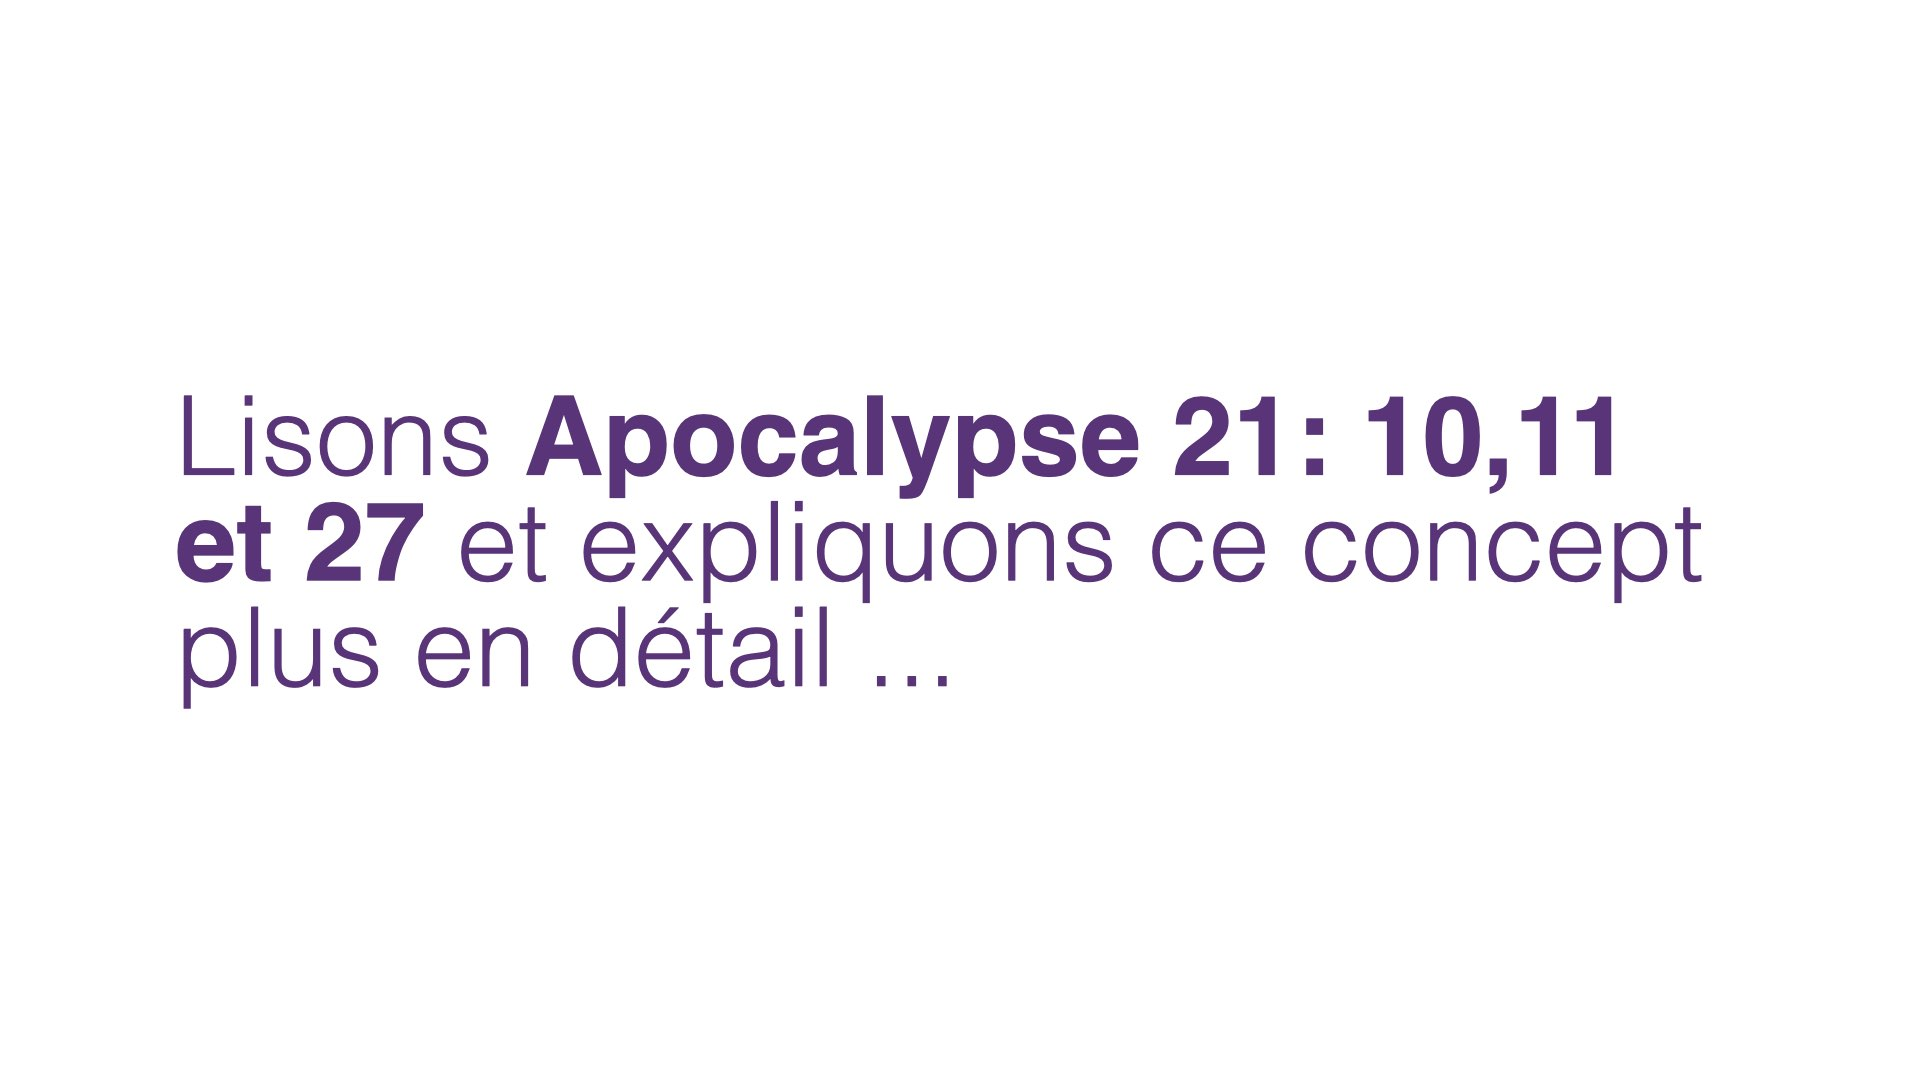 Lisons Apocalypse 21: 10,11
et 27 et expliquons ce concept
plus en détail ...